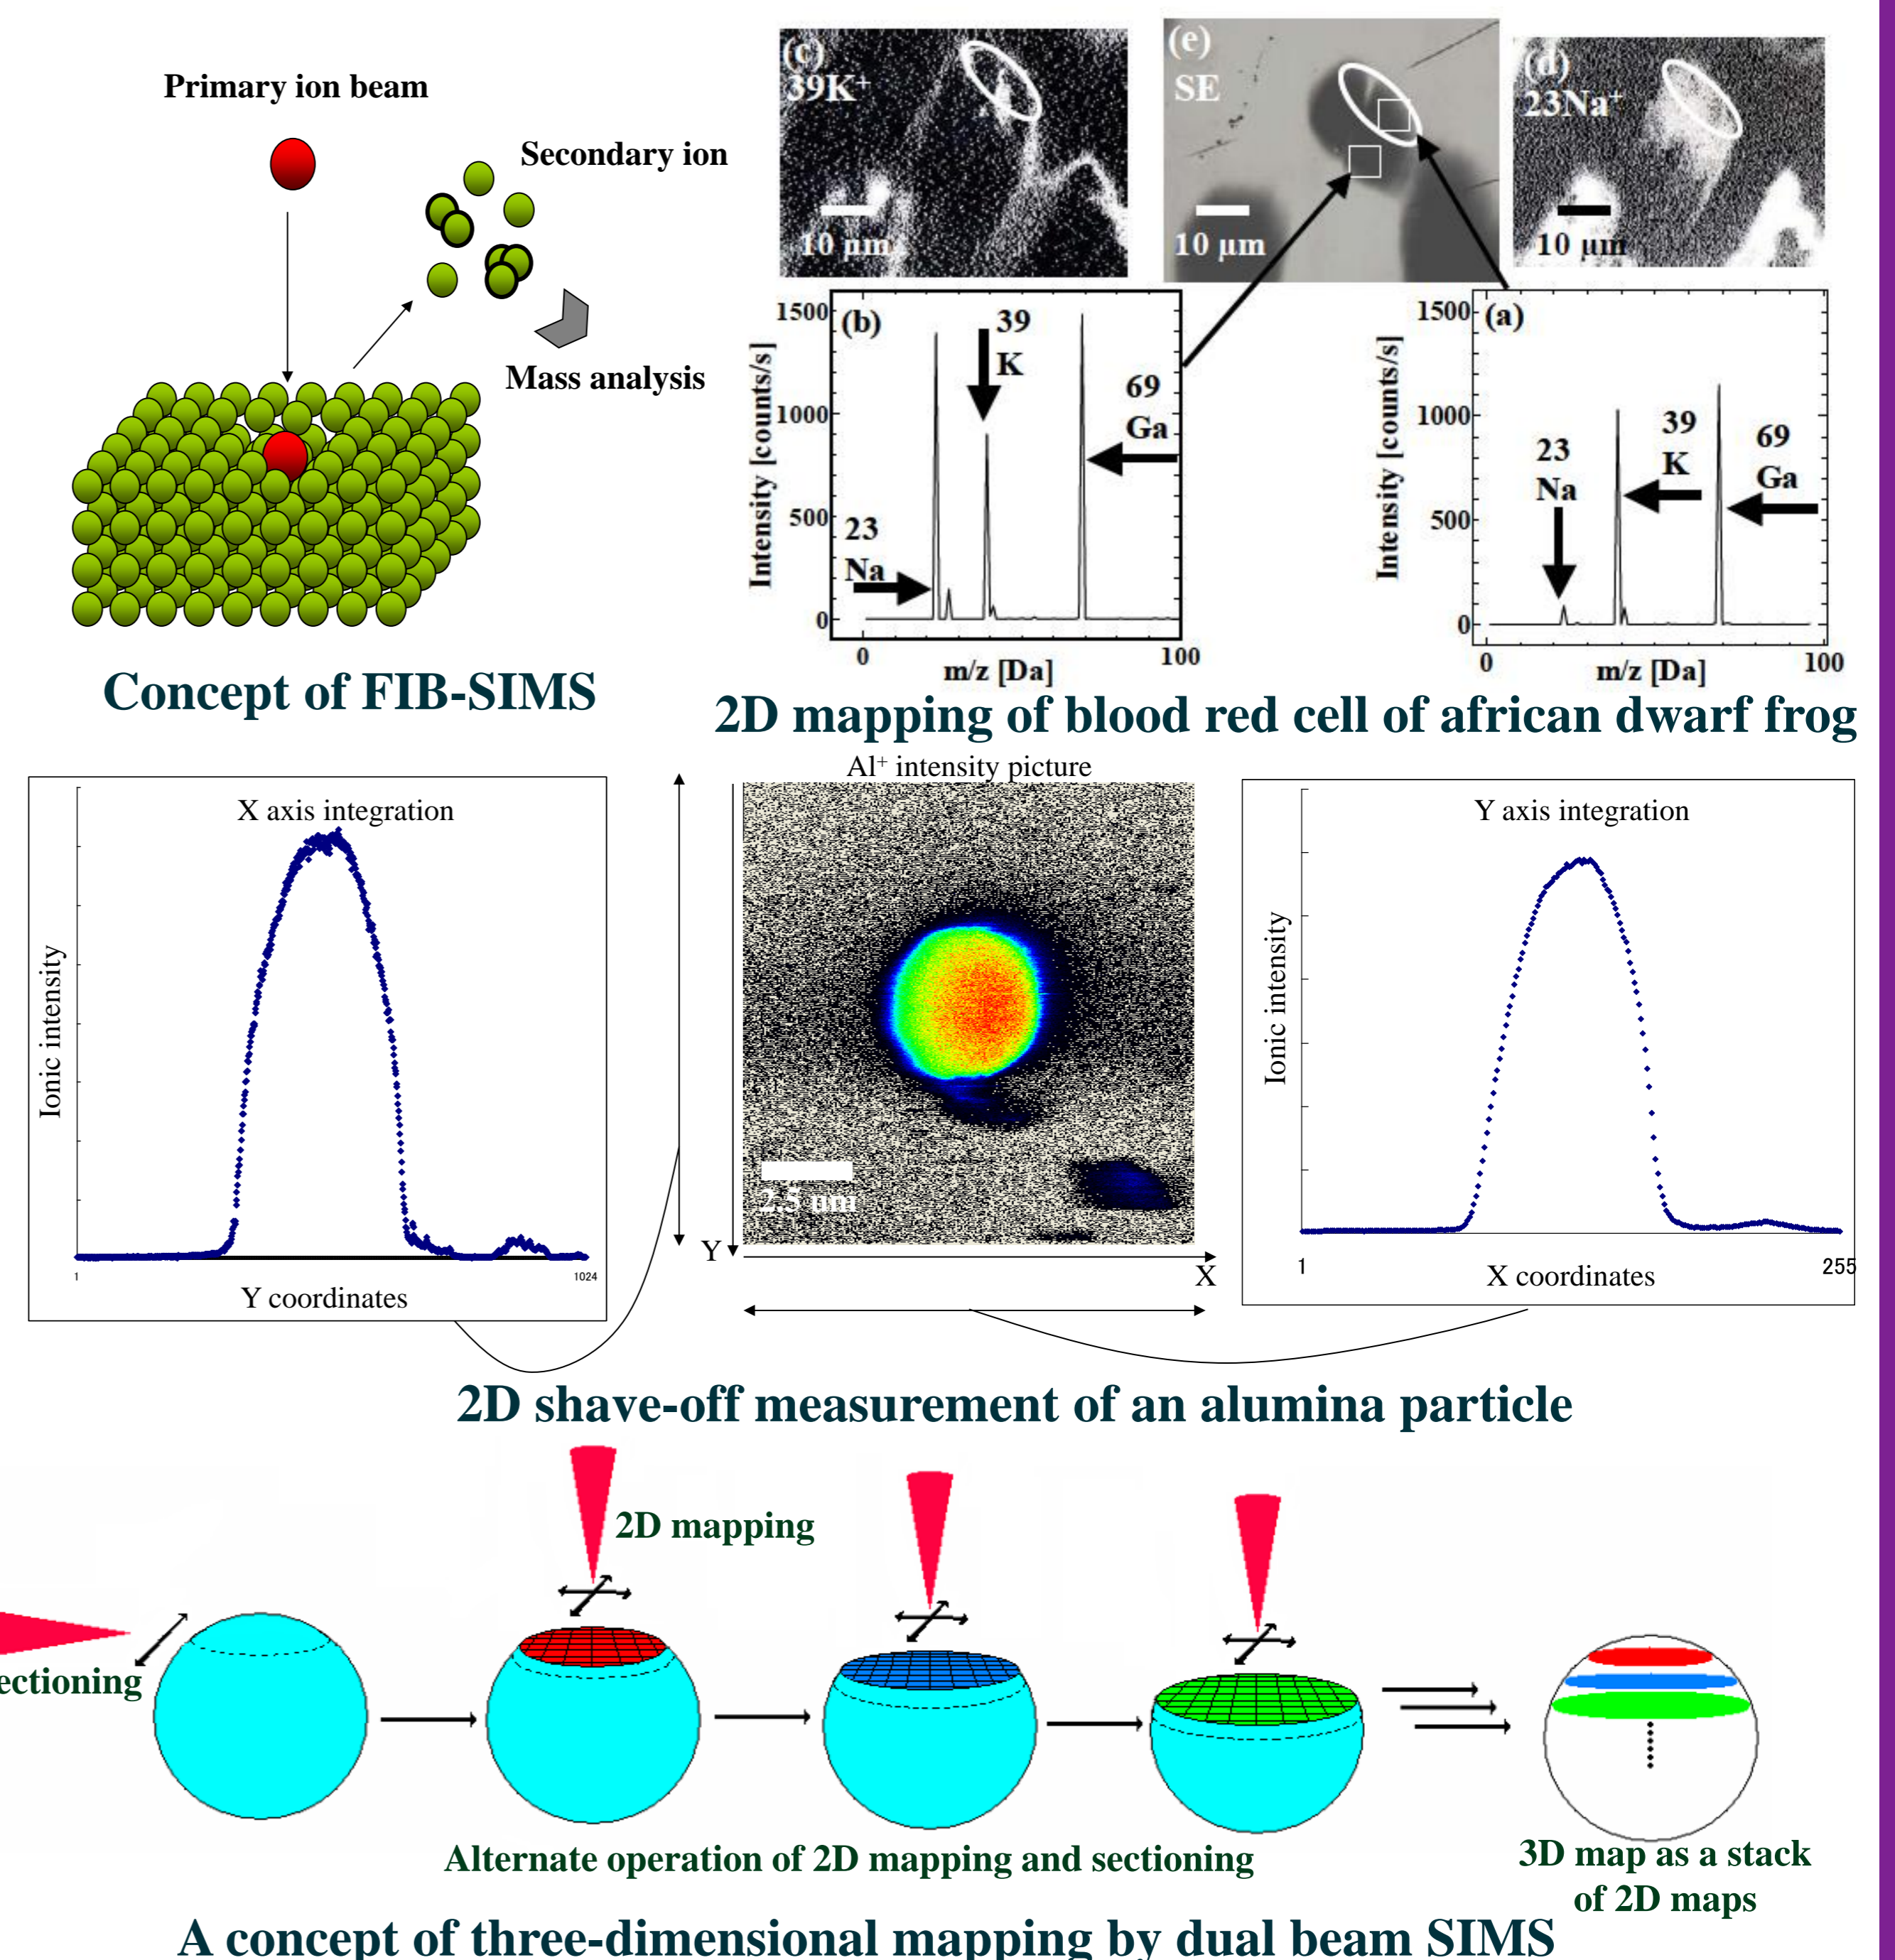 Primary ion beam
Secondary ion
Mass analysis
Concept of FIB-SIMS
(c)
39K+
10 µm
(e)
SE
10 µm
(d)
23Na+
10 µm
(b)
Intensity [counts/s]
1500
1000
500
0
39
K
69
Ga
23
Na
0
100
m/z [Da]
(a)
Intensity [counts/s]
1500
1000
500
0
23
Na
39
K
69
Ga
0
100
m/z [Da]
2D mapping of blood red cell of african dwarf frog
X axis integration
Ionic intensity
1
1024
Y coordinates
Al+ intensity picture
2.5 um
Y
X
Y axis integration
Ionic intensity
1
255
X coordinates
2D shave-off measurement of an alumina particle
2D mapping
ectioning
Alternate operation of 2D mapping and sectioning
3D map as a stack
of 2D maps
A concept of three-dimensional mapping by dual beam SIMS